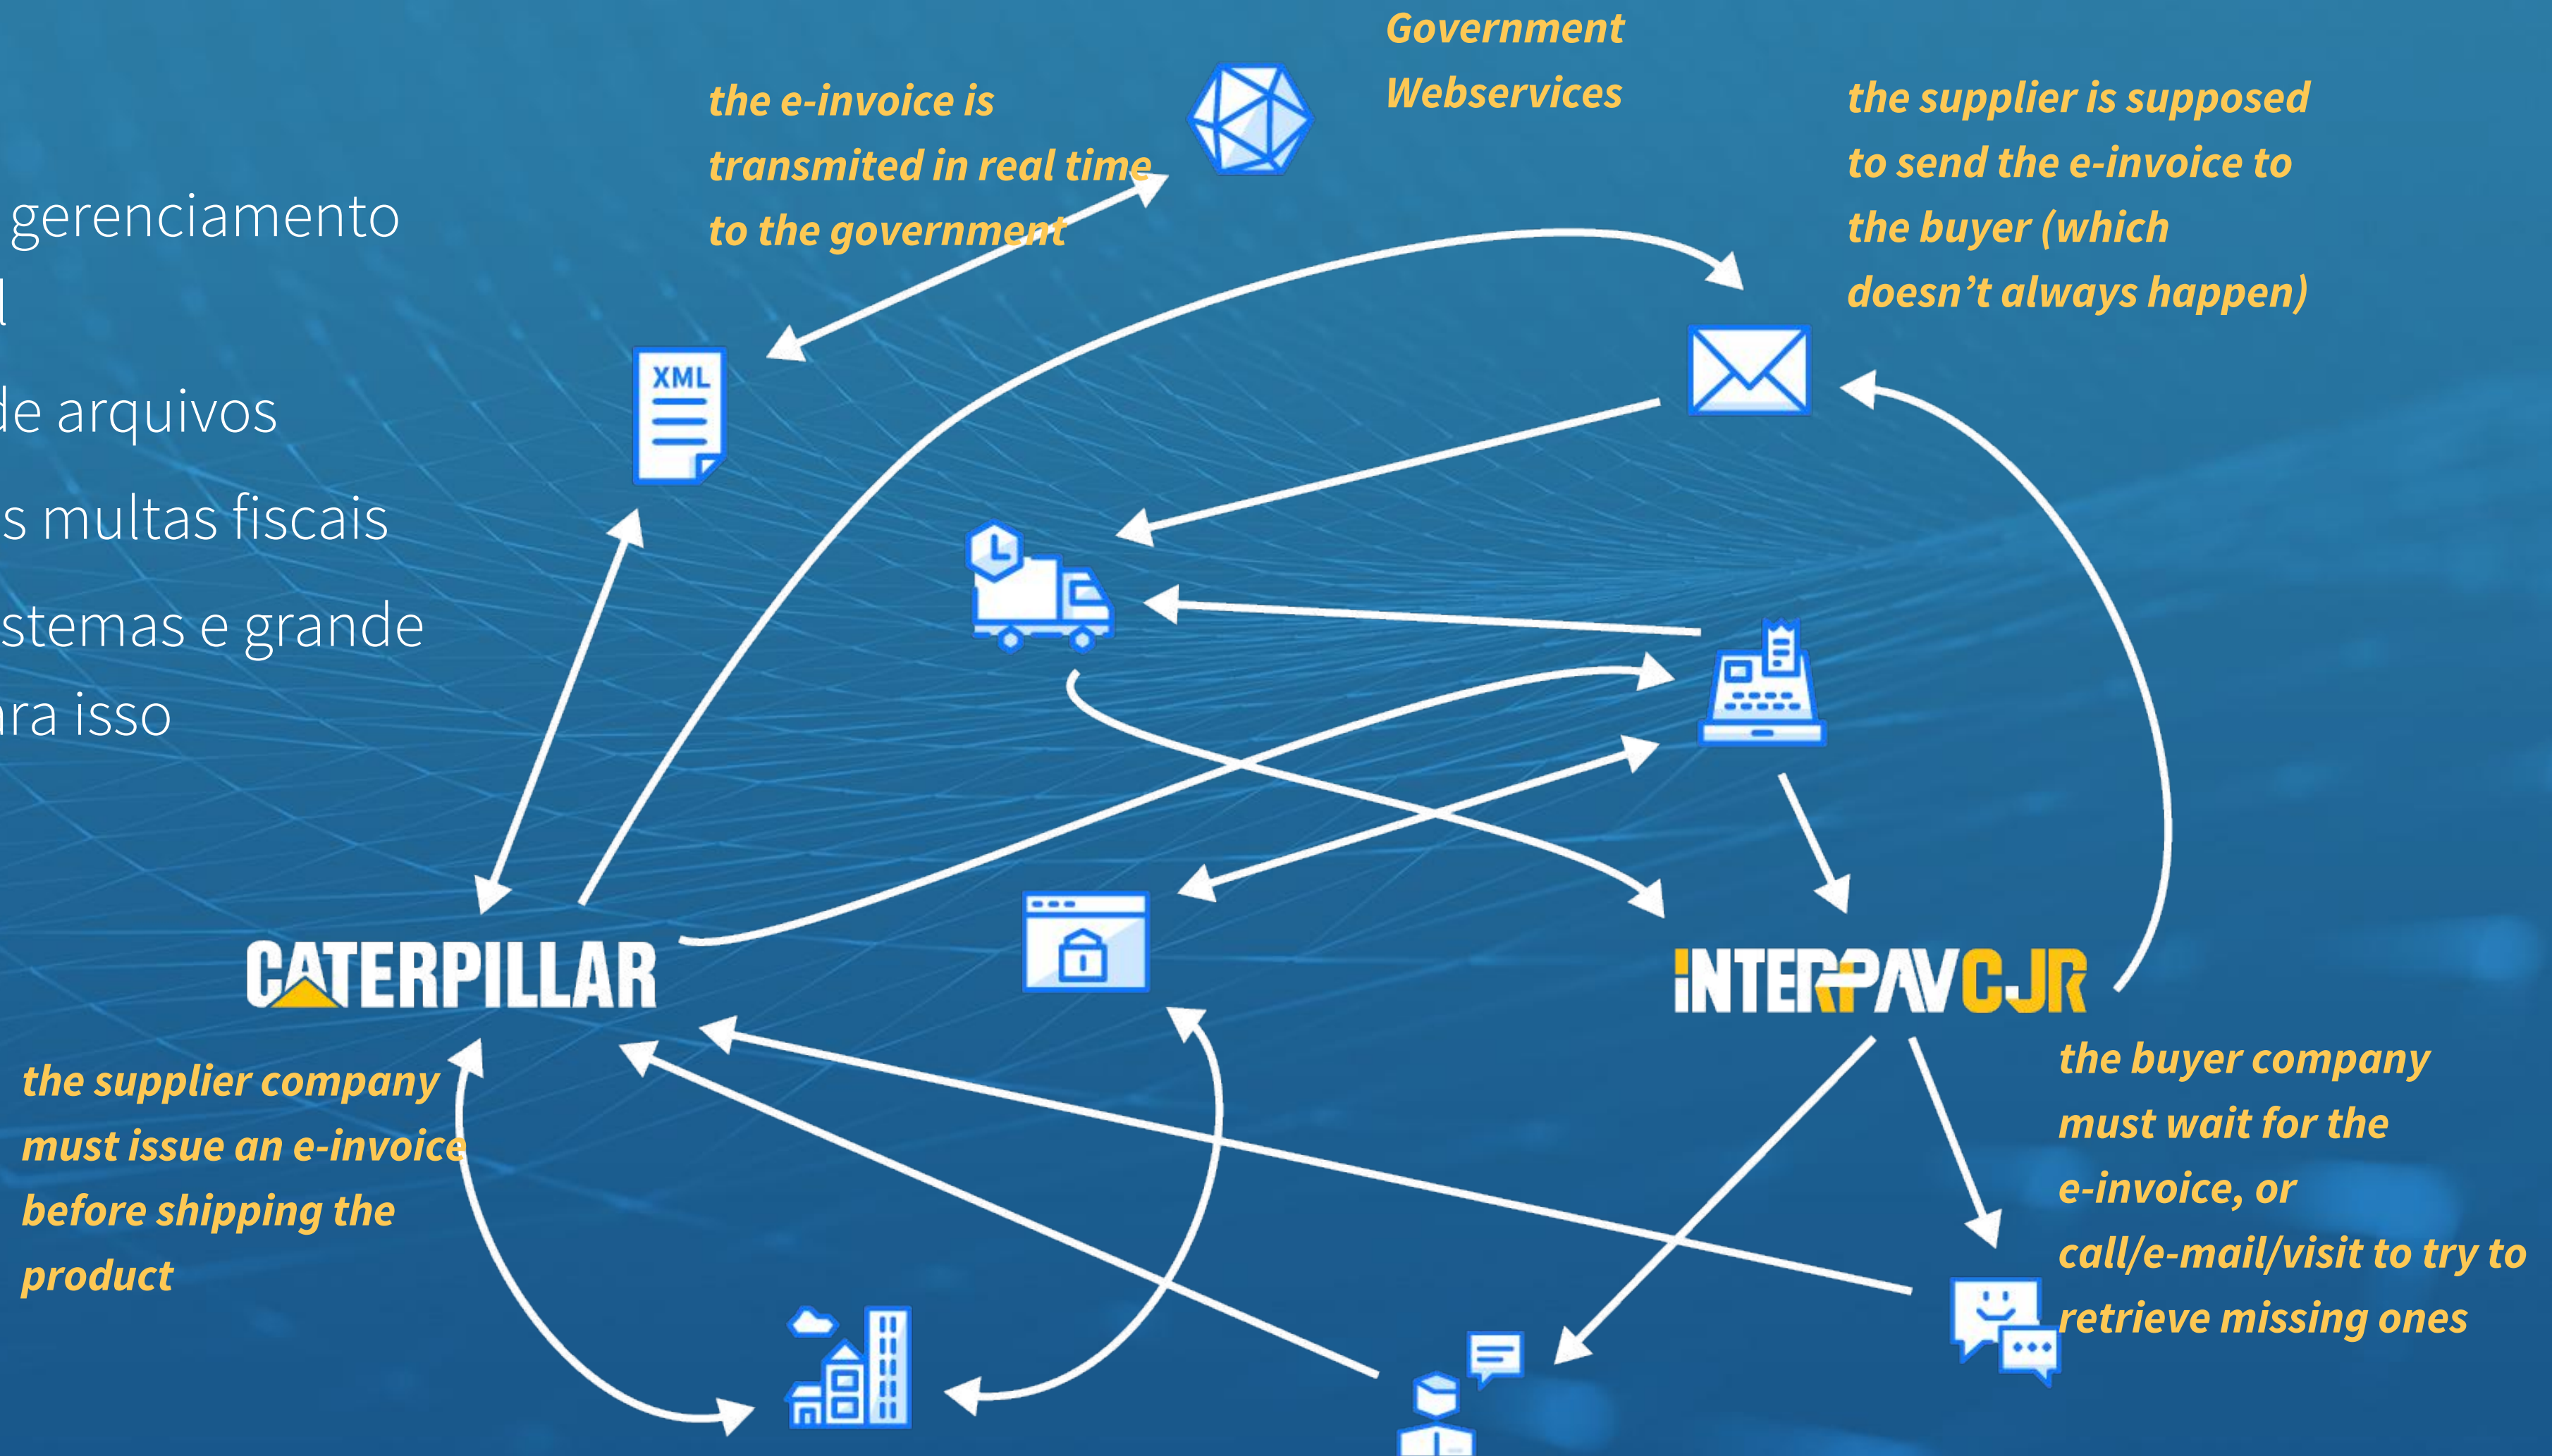 gerenciamento
l
de arquivos
s multas fiscais
stemas e grande
ara isso
Government
Webservices
the e-invoice is
transmited in real time
to the government
the supplier is supposed
to send the e-invoice to
the buyer (which
doesn’t always happen)
XML
CATERPILLAR
INTERPAVCJR
the supplier company
must issue an e-invoice
before shipping the
product
the buyer company
must wait for the
e-invoice, or
call/e-mail/visit to try to
retrieve missing ones